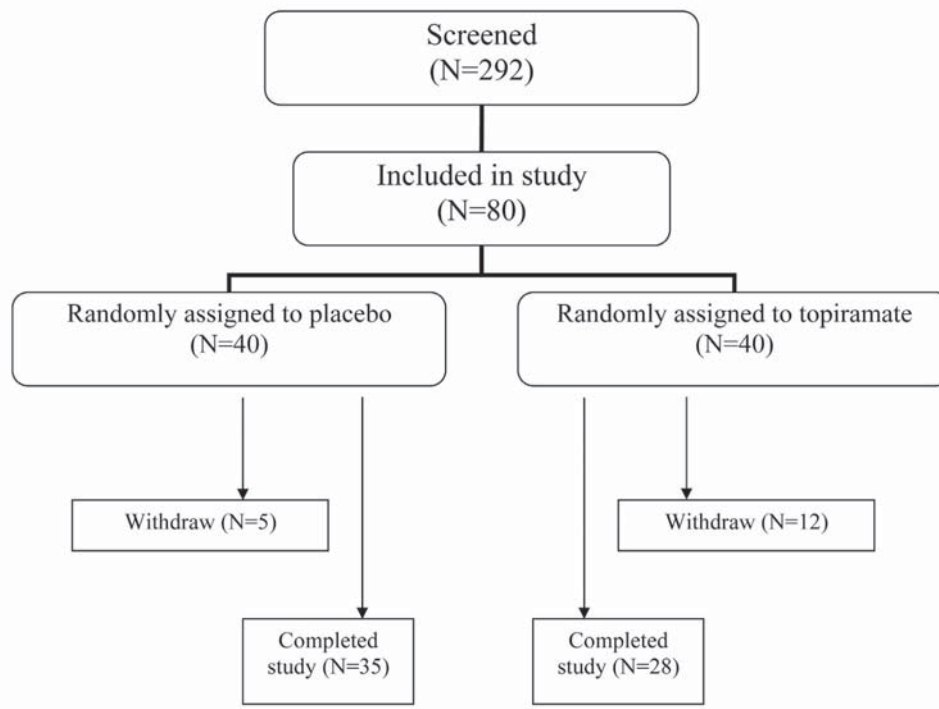 Screened
(N=292)
Included in study
(N=80)
Randomly assigned to placebo
(N=40)
Randomly assigned to topiramate
(N=40)
Withdraw (N=5)
Withdraw (N=12)
Completed
study (N=35)
Completed
study (N=28)